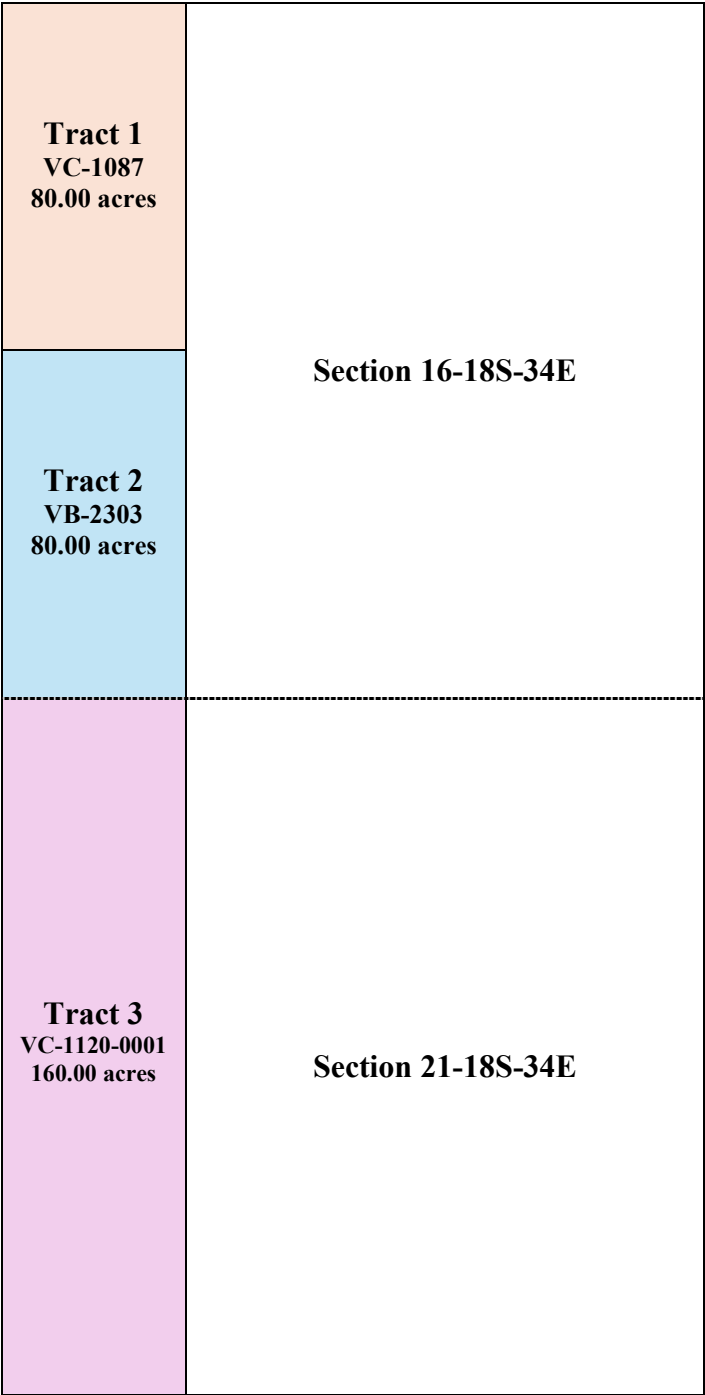 Tract 1
VC-1087
80.00 acres
Section 16-18S-34E
Tract 2
VB-2303
80.00 acres
Tract 3
VC-1120-0001
160.00 acres
Section 21-18S-34E